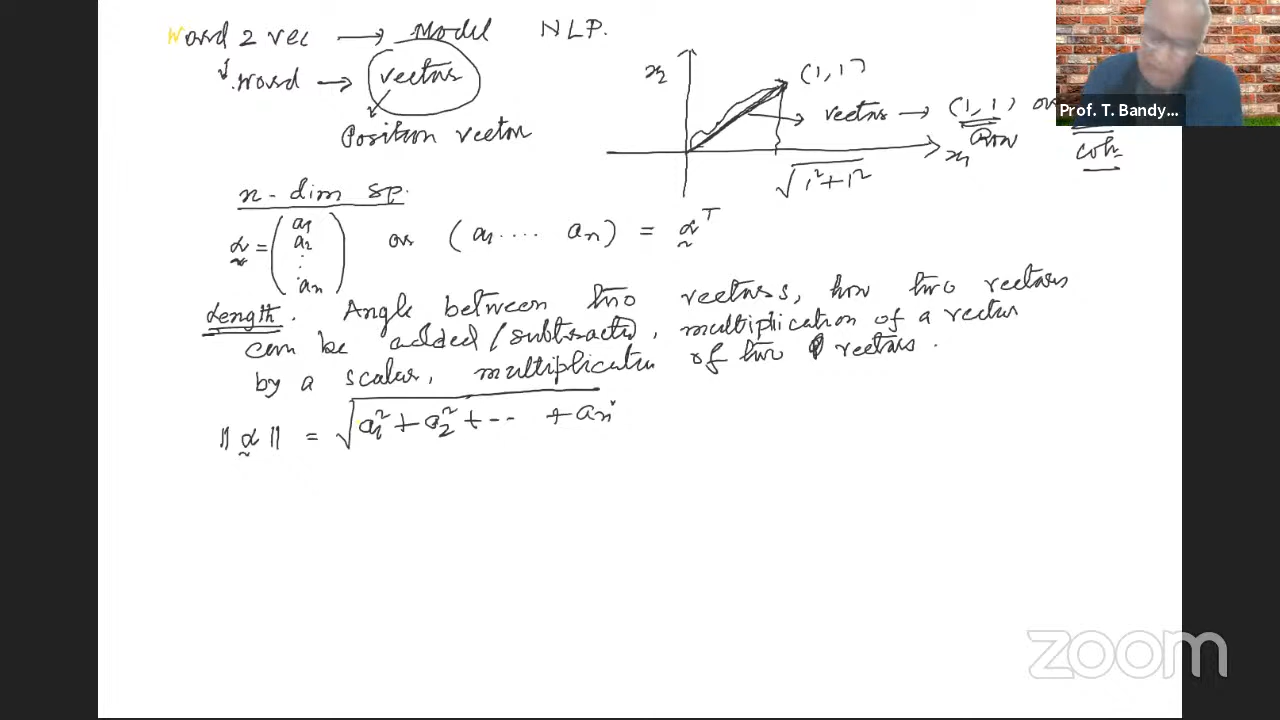 Word 2 vec → Model NLP.
↓ word → vectors
Position vector
x2
(1, 1)
vectors → (1, 1) or
row
col.
x1
√1²+1²
Prof. T. Bandy...
n-dim sp.
α = (a1 a2 ⋮ an) or (a1 .... an) = α^T
Length. Angle between two vectors, how two vectors
can be added / subtracted, multiplication of a vector
by a scalar, multiplication of two vectors.
||α|| = √a1² + a2² + -- + an²
zoom